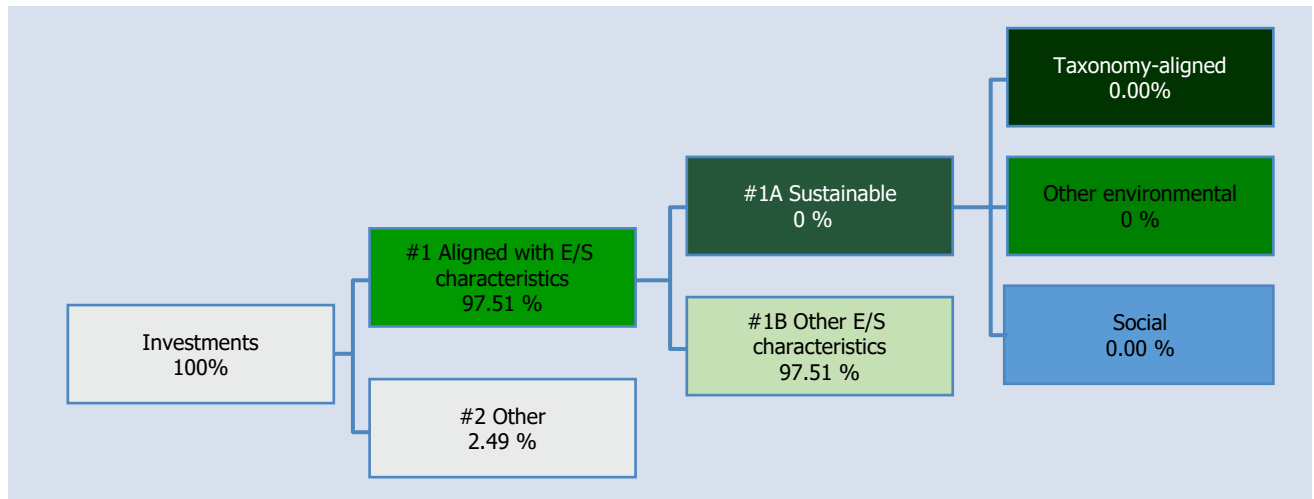 Investments
100%
#1 Aligned with E/S
characteristics
97.51 %
#2 Other
2.49 %
#1A Sustainable
0 %
#1B Other E/S
characteristics
97.51 %
Taxonomy-aligned
0.00%
Other environmental
0 %
Social
0.00 %